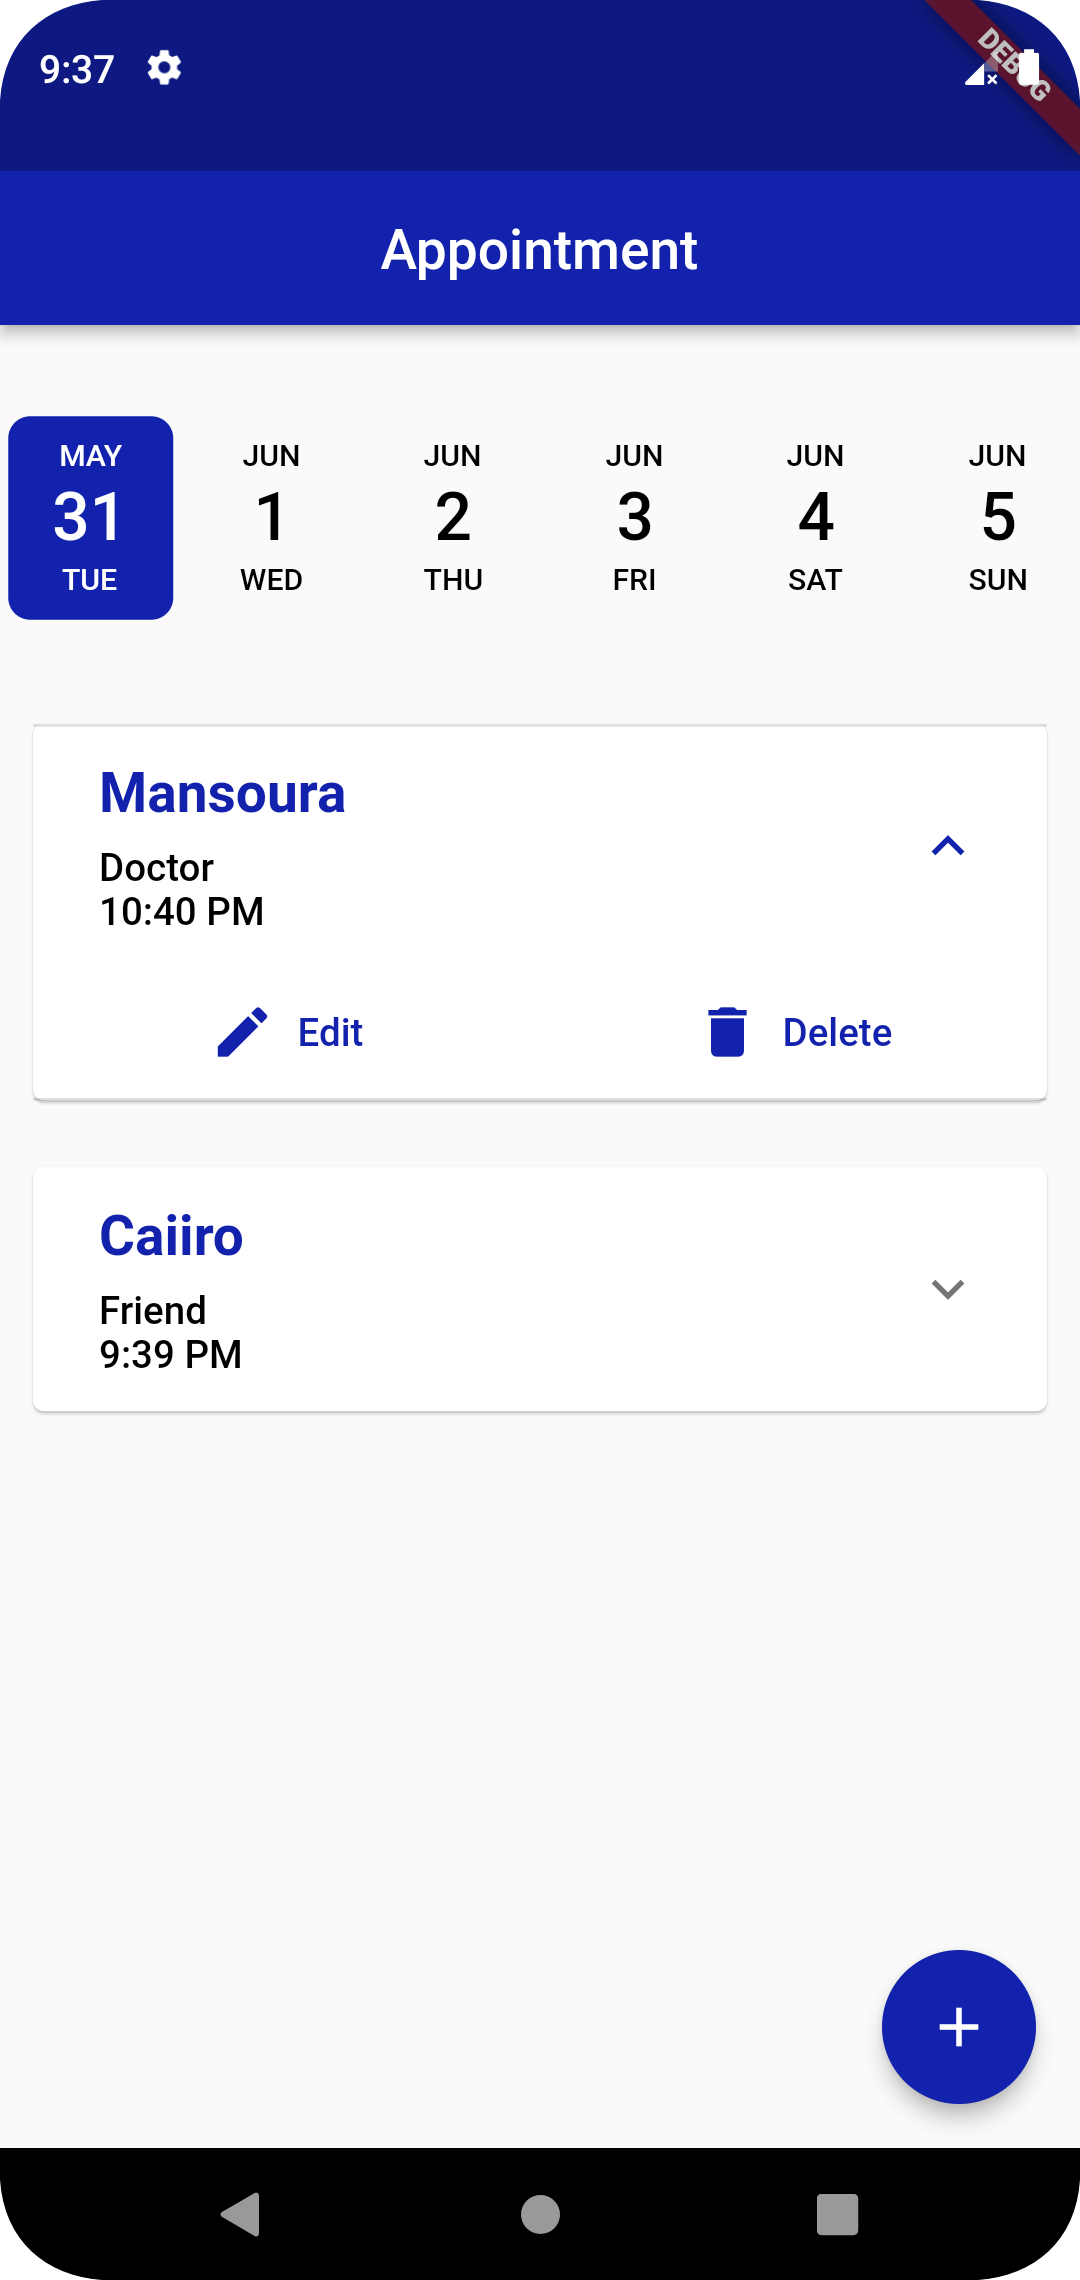 9:37
DEBUG
Appointment
MAY JUN JUN JUN JUN JUN
31 1 2 3 4 5
TUE WED THU FRI SAT SUN
Mansoura
Doctor
10:40 PM
Edit Delete
Caiiro
Friend
9:39 PM